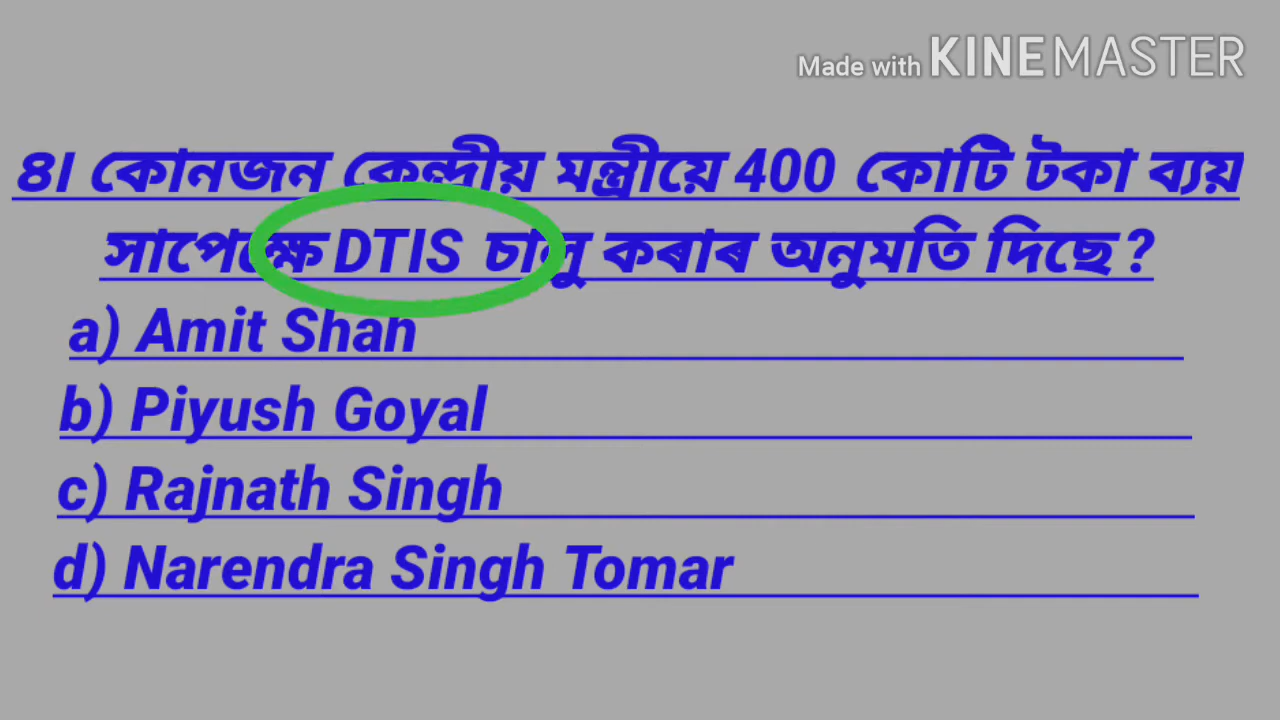 Made with KINEMASTER
৪। কোনজন কেন্দ্ৰীয় মন্ত্ৰীয়ে 400 কোটি টকা ব্যয়
সাপেক্ষে DTIS চালু কৰাৰ অনুমতি দিছে ?
a) Amit Shah
b) Piyush Goyal
c) Rajnath Singh
d) Narendra Singh Tomar